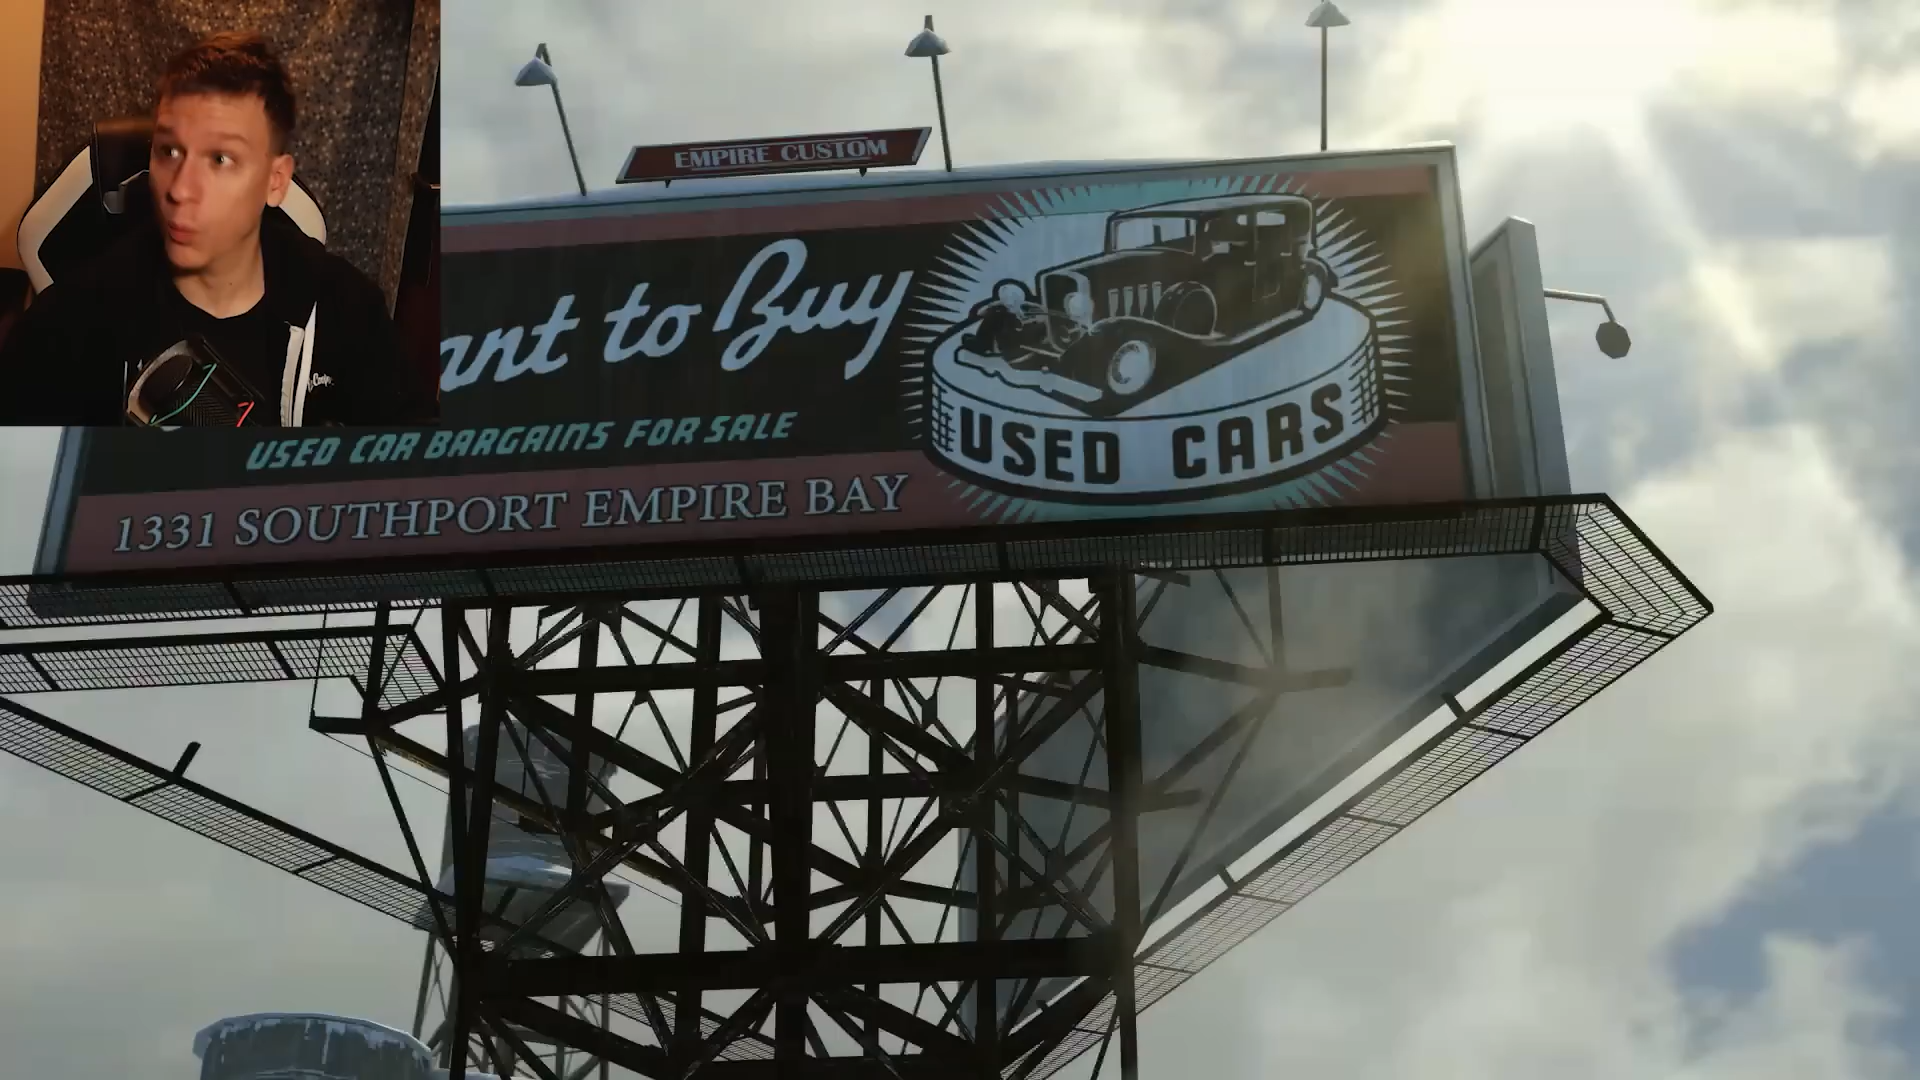 EMPIRE CUSTOM
ant to Buy
USED CAR BARGAINS FOR SALE
1331 SOUTHPORT EMPIRE BAY
USED CARS